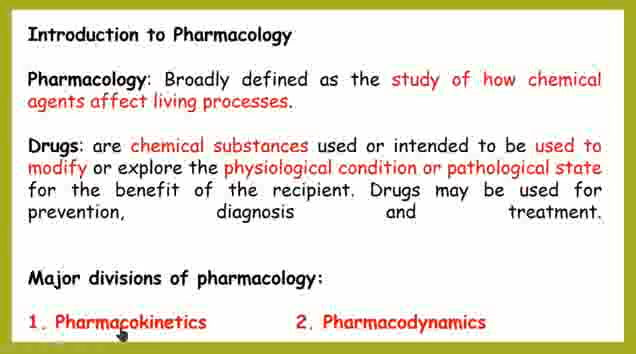 Introduction to Pharmacology
Pharmacology: Broadly defined as the study of how chemical
agents affect living processes.
Drugs: are chemical substances used or intended to be used to
modify or explore the physiological condition or pathological state
for the benefit of the recipient. Drugs may be used for
prevention, diagnosis and treatment.
Major divisions of pharmacology:
1. Pharmacokinetics 2. Pharmacodynamics